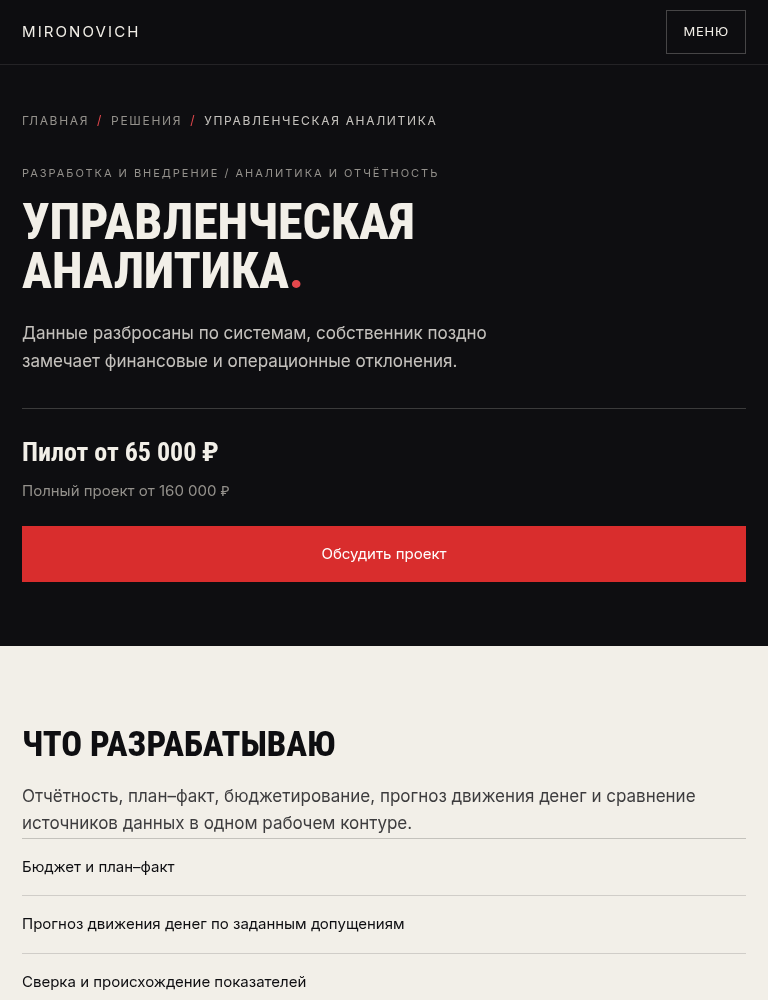 MIRONOVICH
МЕНЮ
ГЛАВНАЯ / РЕШЕНИЯ / УПРАВЛЕНЧЕСКАЯ АНАЛИТИКА
РАЗРАБОТКА И ВНЕДРЕНИЕ / АНАЛИТИКА И ОТЧЁТНОСТЬ
УПРАВЛЕНЧЕСКАЯ
АНАЛИТИКА.
Данные разбросаны по системам, собственник поздно
замечает финансовые и операционные отклонения.
Пилот от 65 000 ₽
Полный проект от 160 000 ₽
Обсудить проект
ЧТО РАЗРАБАТЫВАЮ
Отчётность, план–факт, бюджетирование, прогноз движения денег и сравнение
источников данных в одном рабочем контуре.
Бюджет и план–факт
Прогноз движения денег по заданным допущениям
Сверка и происхождение показателей